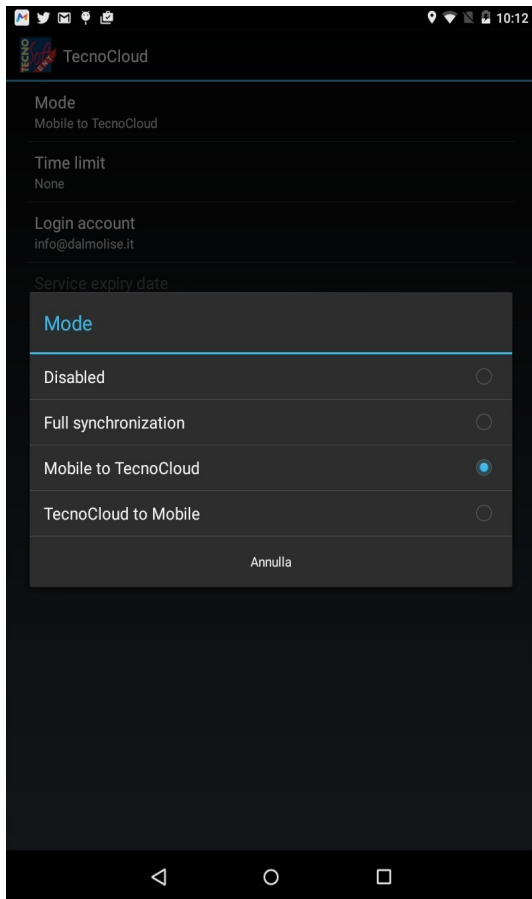 10:12
TECNO
TecnoCloud
Mode
Mobile to TecnoCloud
Time limit
None
Login account
info@dalmolise.it
Service expiry date
Mode
Disabled
Full synchronization
Mobile to TecnoCloud
TecnoCloud to Mobile
Annulla